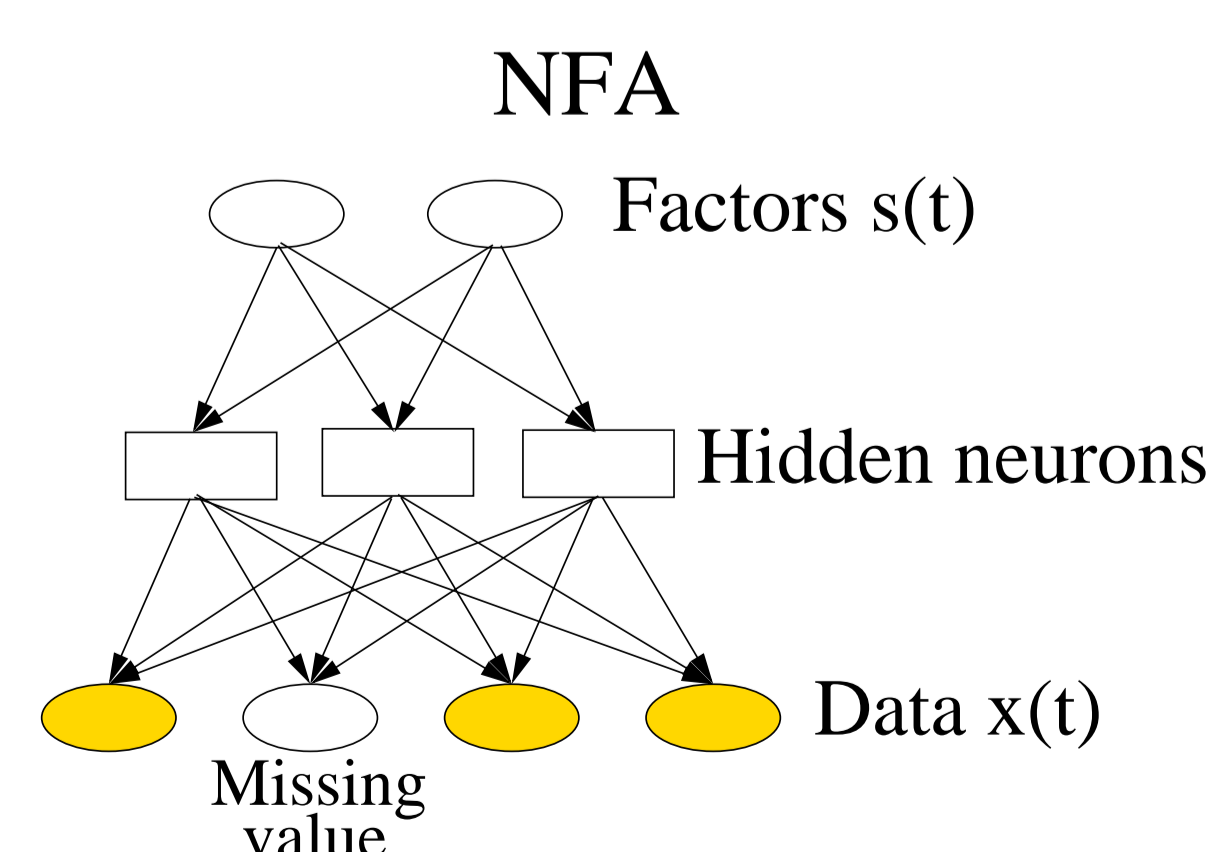 NFA
Factors s(t)
Hidden neurons
Data x(t)
Missing
value